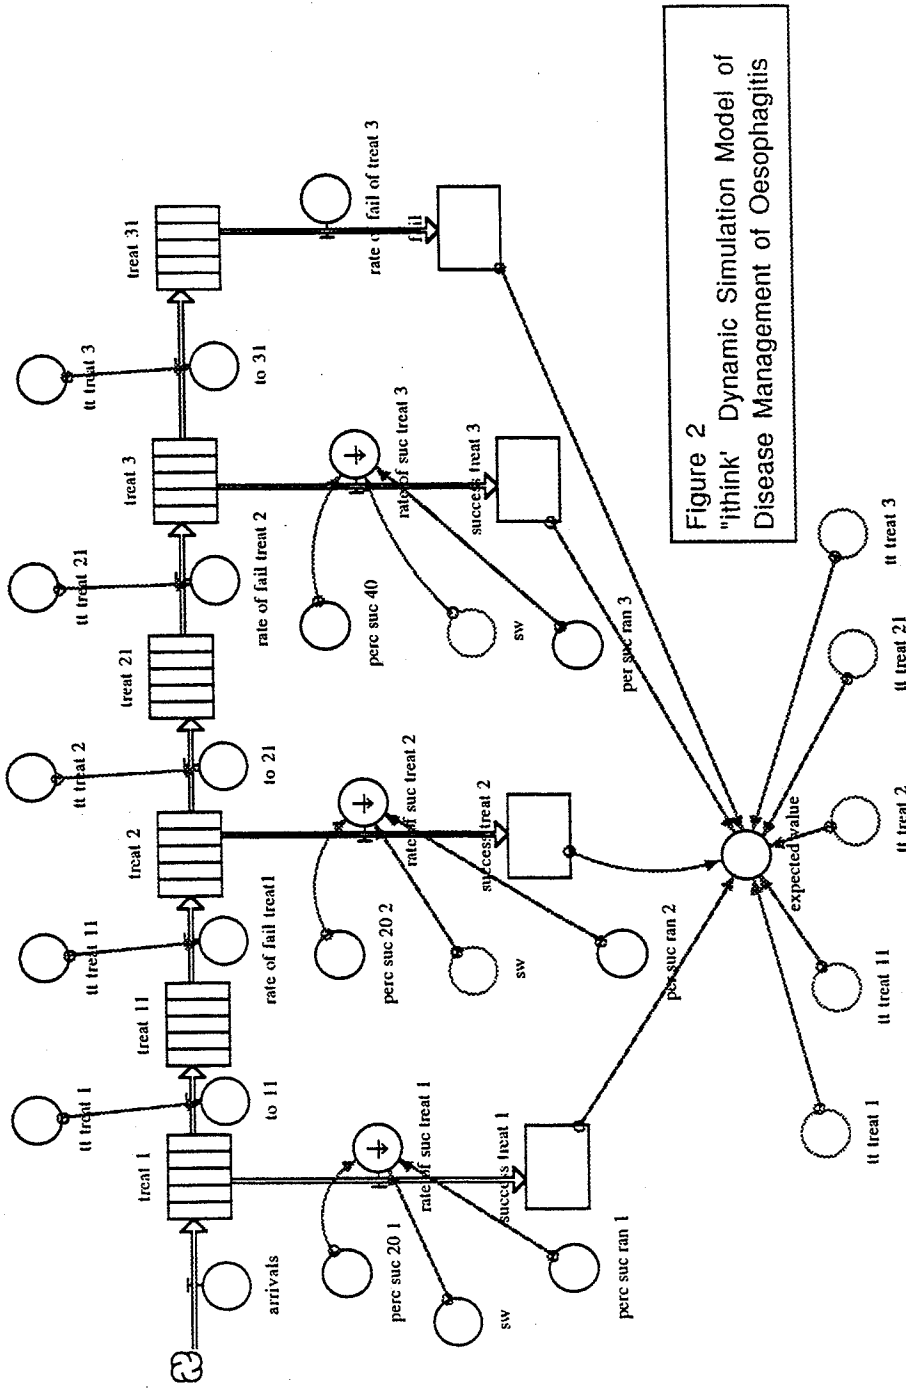 tt treat 1
tt treat 11
tt treat 2
tt treat 21
tt treat 3
treat 1
treat 11
treat 2
treat 21
treat 3
treat 31
arrivals
to 11
rate of fail treat1
to 21
rate of fail treat 2
to 31
rate of fail of treat 3
fail
perc suc 20 1
sw
perc suc ran 1
rate of suc treat 1
success treat 1
perc suc 20 2
sw
per suc ran 2
rate of suc treat 2
success treat 2
perc suc 40
sw
per suc ran 3
rate of suc treat 3
success treat 3
expected value
tt treat 1
tt treat 11
tt treat 2
tt treat 21
tt treat 3
Figure 2
"ithink' Dynamic Simulation Model of
Disease Management of Oesophagitis